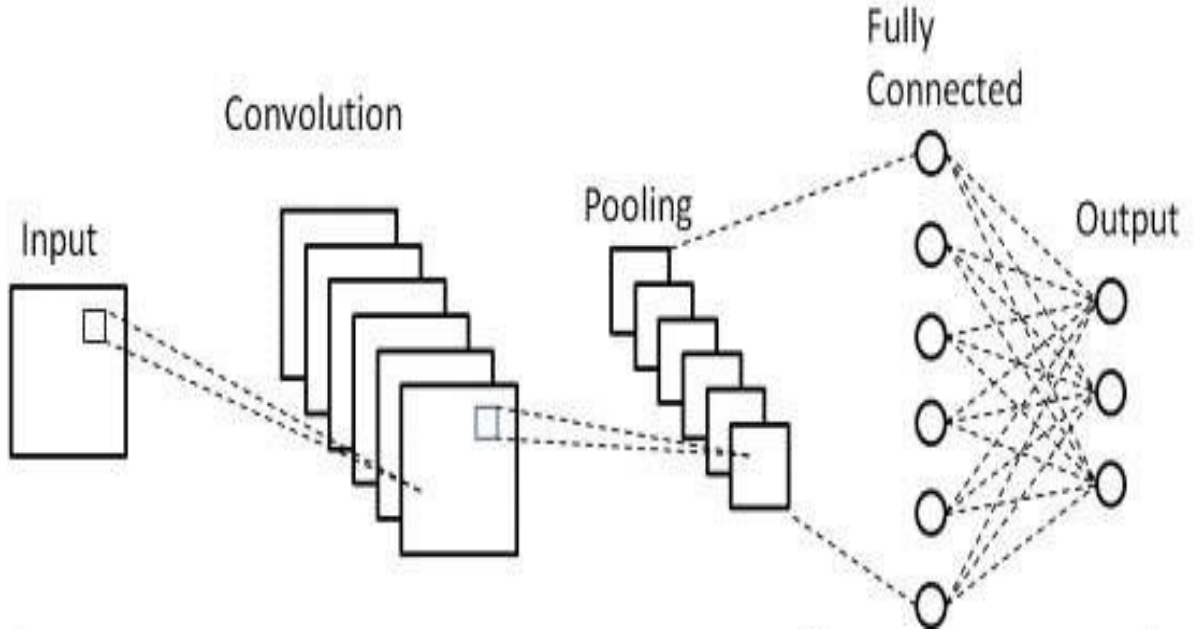 Input
Convolution
Pooling
Fully
Connected
Output